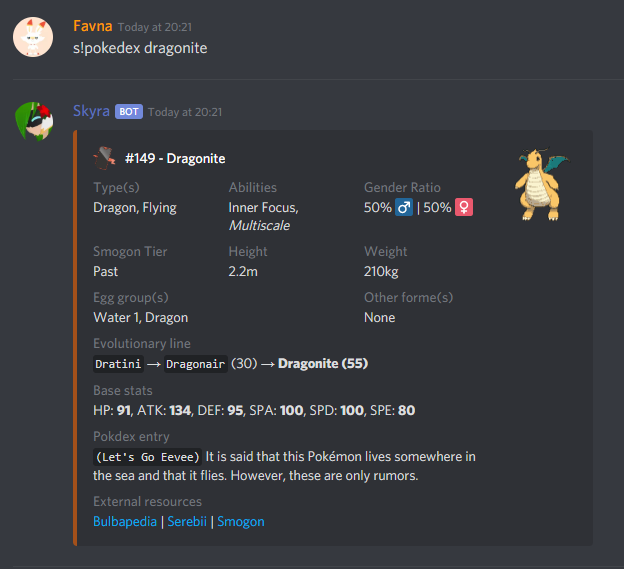 Favna Today at 20:21
s!pokedex dragonite
Skyra BOT Today at 20:21
#149 - Dragonite
Type(s) Abilities Gender Ratio
Dragon, Flying Inner Focus, 50% ♂ | 50% ♀
Multiscale
Smogon Tier Height Weight
Past 2.2m 210kg
Egg group(s) Other forme(s)
Water 1, Dragon None
Evolutionary line
Dratini → Dragonair (30) → Dragonite (55)
Base stats
HP: 91, ATK: 134, DEF: 95, SPA: 100, SPD: 100, SPE: 80
Pokdex entry
(Let's Go Eevee) It is said that this Pokémon lives somewhere in
the sea and that it flies. However, these are only rumors.
External resources
Bulbapedia | Serebii | Smogon